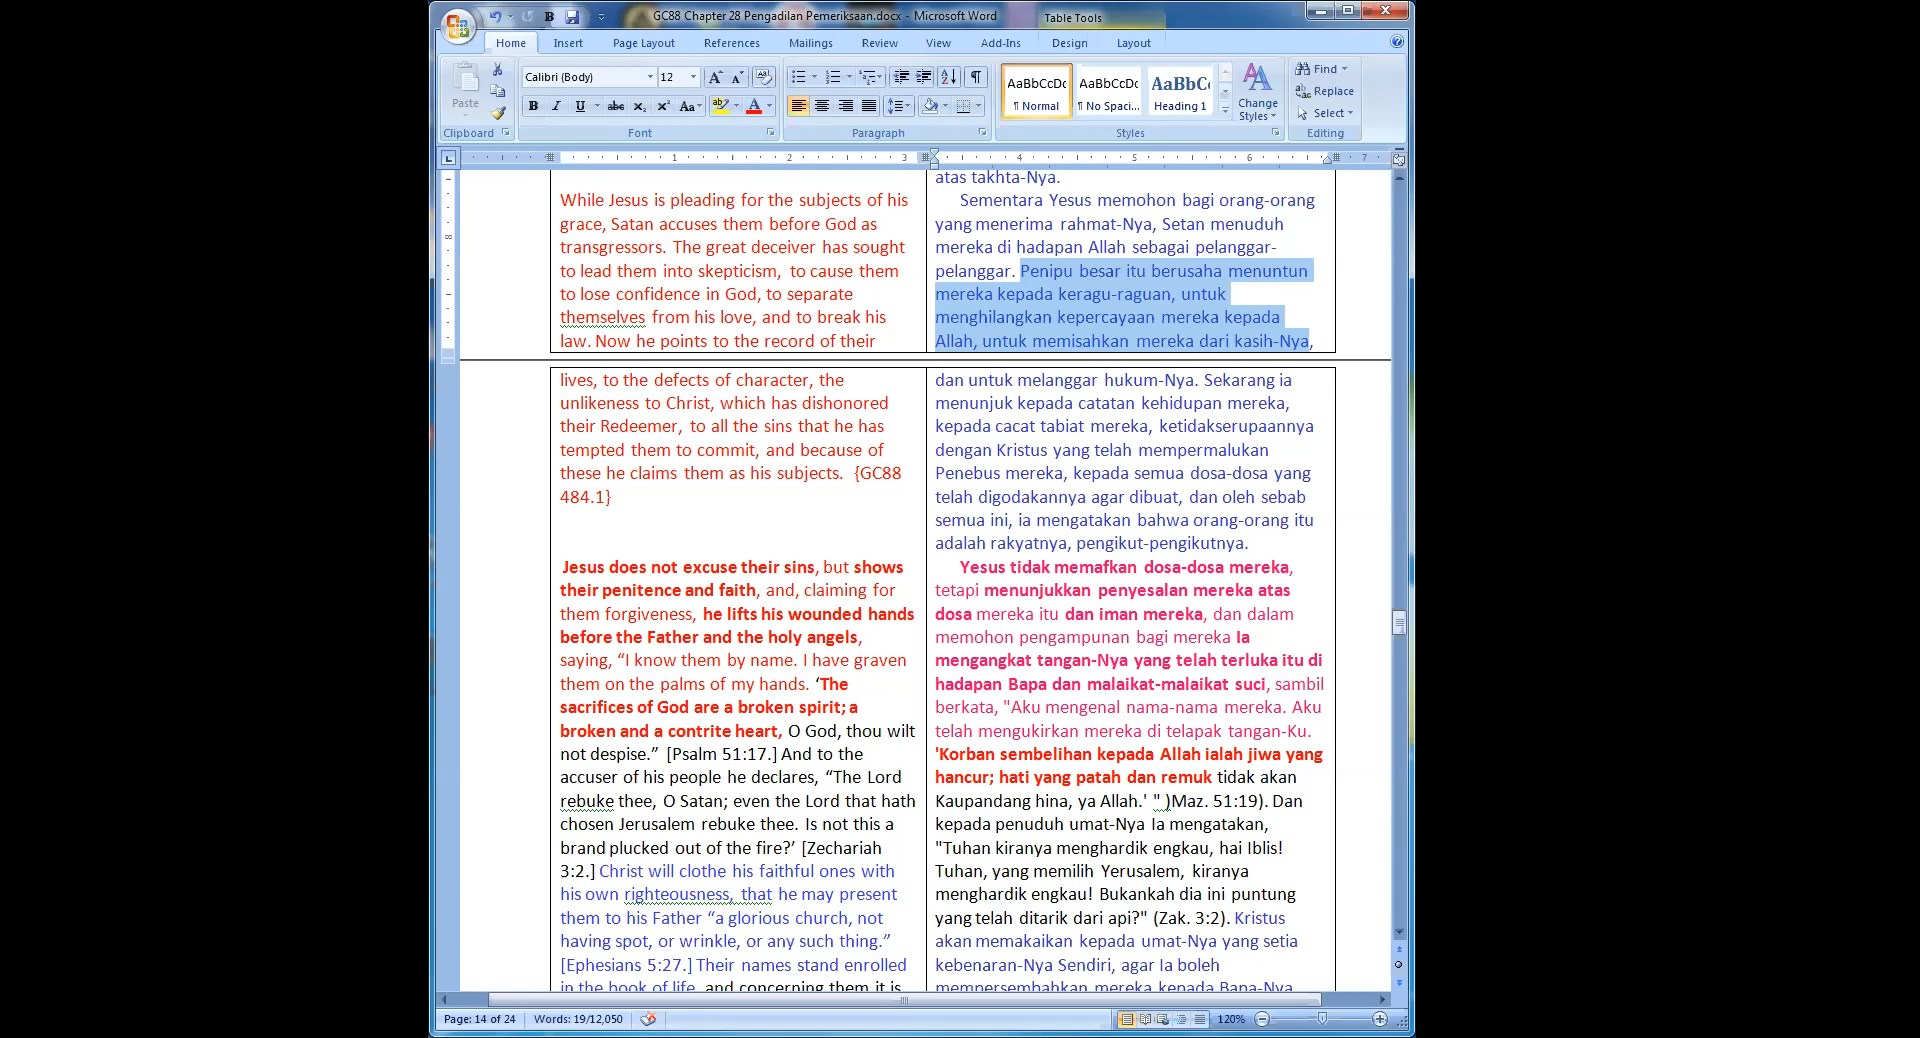 GC88 Chapter 28 Pengadilan Pemeriksaan.docx - Microsoft Word
Table Tools
Home Insert Page Layout References Mailings Review View Add-Ins Design Layout
Calibri (Body) 12
AaBbCcDc AaBbCcDc AaBbC
Paste
¶ Normal ¶ No Spaci... Heading 1
Change
Styles
Find
Replace
Select
Clipboard Font Paragraph Styles Editing
1 2 3 4 5 6 7
While Jesus is pleading for the subjects of his
grace, Satan accuses them before God as
transgressors. The great deceiver has sought
to lead them into skepticism, to cause them
to lose confidence in God, to separate
themselves from his love, and to break his
law. Now he points to the record of their
lives, to the defects of character, the
unlikeness to Christ, which has dishonored
their Redeemer, to all the sins that he has
tempted them to commit, and because of
these he claims them as his subjects. {GC88
484.1}
Jesus does not excuse their sins, but shows
their penitence and faith, and, claiming for
them forgiveness, he lifts his wounded hands
before the Father and the holy angels,
saying, “I know them by name. I have graven
them on the palms of my hands. ‘The
sacrifices of God are a broken spirit; a
broken and a contrite heart, O God, thou wilt
not despise.” [Psalm 51:17.] And to the
accuser of his people he declares, “The Lord
rebuke thee, O Satan; even the Lord that hath
chosen Jerusalem rebuke thee. Is not this a
brand plucked out of the fire?’ [Zechariah
3:2.] Christ will clothe his faithful ones with
his own righteousness, that he may present
them to his Father “a glorious church, not
having spot, or wrinkle, or any such thing.”
[Ephesians 5:27.] Their names stand enrolled
in the book of life, and concerning them it is
atas takhta-Nya.
Sementara Yesus memohon bagi orang-orang
yang menerima rahmat-Nya, Setan menuduh
mereka di hadapan Allah sebagai pelanggar-
pelanggar. Penipu besar itu berusaha menuntun
mereka kepada keragu-raguan, untuk
menghilangkan kepercayaan mereka kepada
Allah, untuk memisahkan mereka dari kasih-Nya,
dan untuk melanggar hukum-Nya. Sekarang ia
menunjuk kepada catatan kehidupan mereka,
kepada cacat tabiat mereka, ketidakserupaannya
dengan Kristus yang telah mempermalukan
Penebus mereka, kepada semua dosa-dosa yang
telah digodakannya agar dibuat, dan oleh sebab
semua ini, ia mengatakan bahwa orang-orang itu
adalah rakyatnya, pengikut-pengikutnya.
Yesus tidak memafkan dosa-dosa mereka,
tetapi menunjukkan penyesalan mereka atas
dosa mereka itu dan iman mereka, dan dalam
memohon pengampunan bagi mereka Ia
mengangkat tangan-Nya yang telah terluka itu di
hadapan Bapa dan malaikat-malaikat suci, sambil
berkata, "Aku mengenal nama-nama mereka. Aku
telah mengukirkan mereka di telapak tangan-Ku.
'Korban sembelihan kepada Allah ialah jiwa yang
hancur; hati yang patah dan remuk tidak akan
Kaupandang hina, ya Allah.' " )Maz. 51:19). Dan
kepada penuduh umat-Nya Ia mengatakan,
"Tuhan kiranya menghardik engkau, hai Iblis!
Tuhan, yang memilih Yerusalem, kiranya
menghardik engkau! Bukankah dia ini puntung
yang telah ditarik dari api?" (Zak. 3:2). Kristus
akan memakaikan kepada umat-Nya yang setia
kebenaran-Nya Sendiri, agar Ia boleh
mempersembahkan mereka kepada Bapa-Nya
Page: 14 of 24 Words: 19/12,050 120%